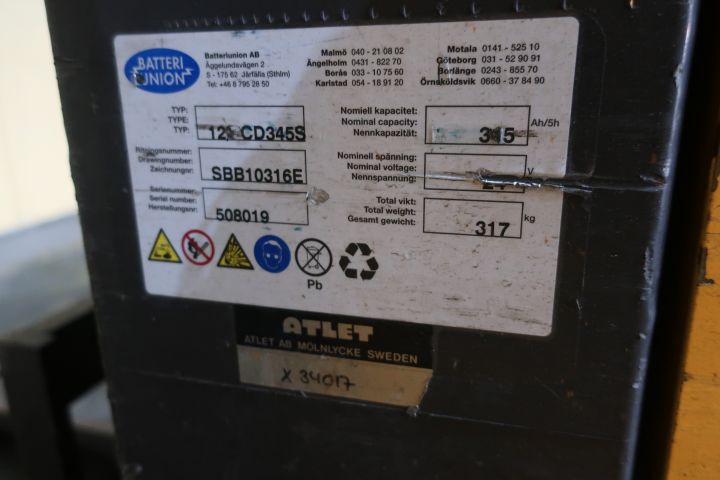 BATTERI
UNION
Batteriunion AB
Äggelundavägen 2
S - 175 62 Järfälla (Sthlm)
Tel: +46 8 795 28 50
Malmö 040 - 21 08 02
Ängelholm 0431 - 822 70
Borås 033 - 10 75 60
Karlstad 054 - 18 91 20
Motala 0141 - 525 10
Göteborg 031 - 52 90 91
Borlänge 0243 - 855 70
Örnsköldsvik 0660 - 37 84 90
TYP:
TYPE:
TYP:
CD345S
Ritningsnummer:
Drawingnumber:
Zeichnungnr:
SBB10316E
Serienummer:
Serial number:
Herstellungsnr:
508019
Nomiell kapacitet:
Nominal capacity:
Nennkapazität:
Ah/5h
Nominell spänning:
Nominal voltage:
Nennspannung:
V
Total vikt:
Total weight:
Gesamt gewicht:
317
kg
Pb
ATLET
ATLET AB MÖLNLYCKE SWEDEN
X 34017